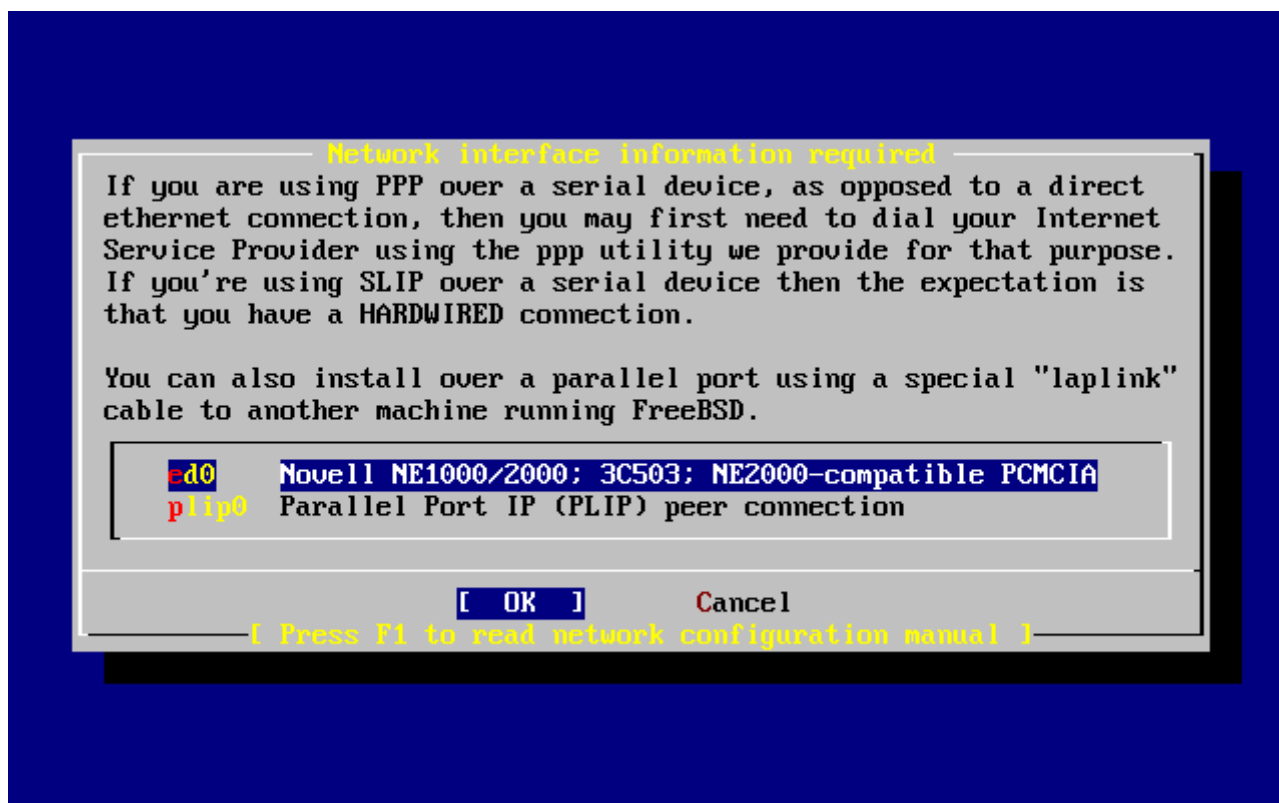 Network interface information required
If you are using PPP over a serial device, as opposed to a direct
ethernet connection, then you may first need to dial your Internet
Service Provider using the ppp utility we provide for that purpose.
If you're using SLIP over a serial device then the expectation is
that you have a HARDWIRED connection.
You can also install over a parallel port using a special "laplink"
cable to another machine running FreeBSD.
ed0 Novell NE1000/2000; 3C503; NE2000-compatible PCMCIA
plip0 Parallel Port IP (PLIP) peer connection
[ OK ] Cancel
[ Press F1 to read network configuration manual ]